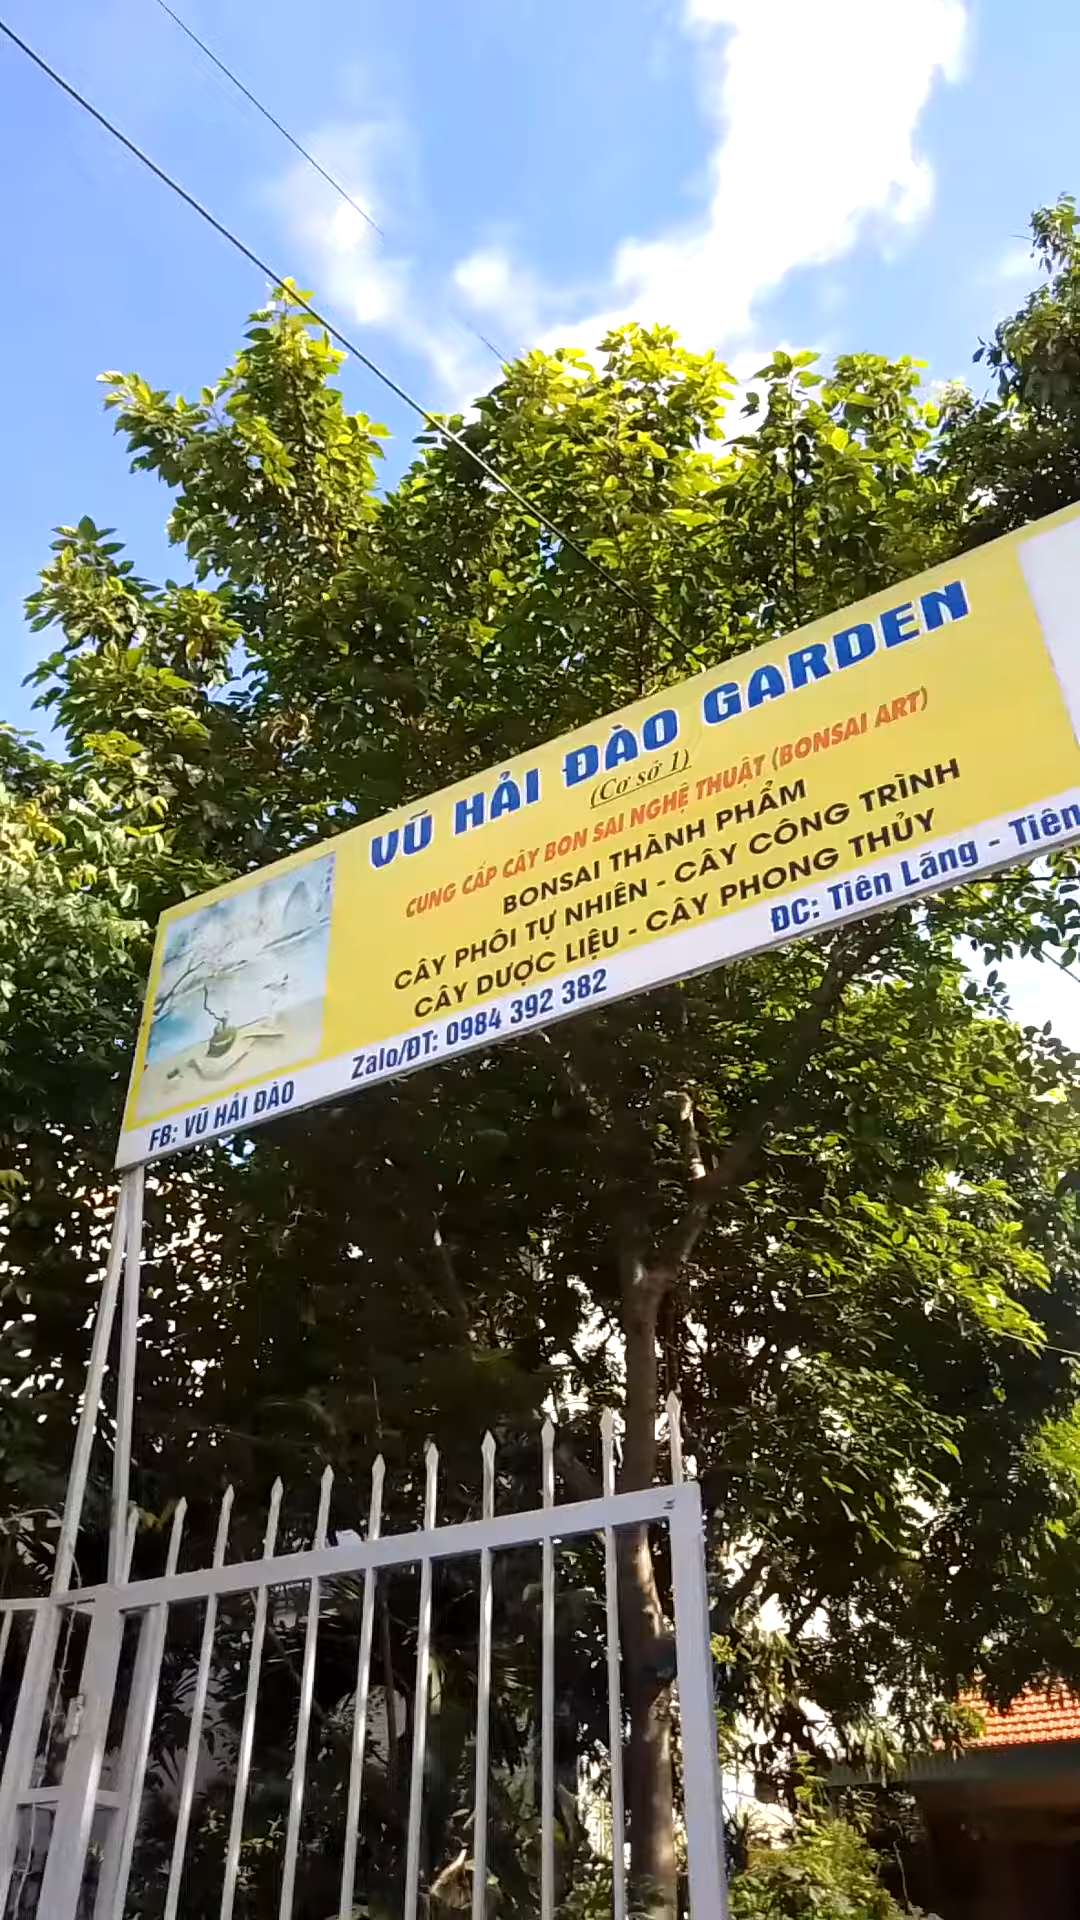 VŨ HẢI ĐÀO GARDEN
(Cơ sở 1)
CUNG CẤP CÂY BON SAI NGHỆ THUẬT (BONSAI ART)
BONSAI THÀNH PHẨM
CÂY PHÔI TỰ NHIÊN - CÂY CÔNG TRÌNH
CÂY DƯỢC LIỆU - CÂY PHONG THỦY
FB: VŨ HẢI ĐÀO Zalo/ĐT: 0984 392 382 ĐC: Tiên Lãng - Tiên